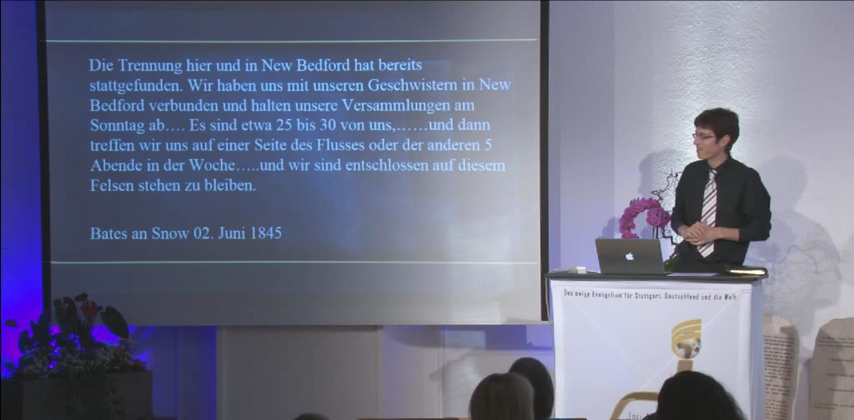 Die Trennung hier und in New Bedford hat bereits
stattgefunden. Wir haben uns mit unseren Geschwistern in New
Bedford verbunden und halten unsere Versammlungen am
Sonntag ab…. Es sind etwa 25 bis 30 von uns,……und dann
treffen wir uns auf einer Seite des Flusses oder der anderen 5
Abende in der Woche…..und wir sind entschlossen auf diesem
Felsen stehen zu bleiben.
Bates an Snow 02. Juni 1845
Das ewige Evangelium für Stuttgart, Deutschland und die Welt